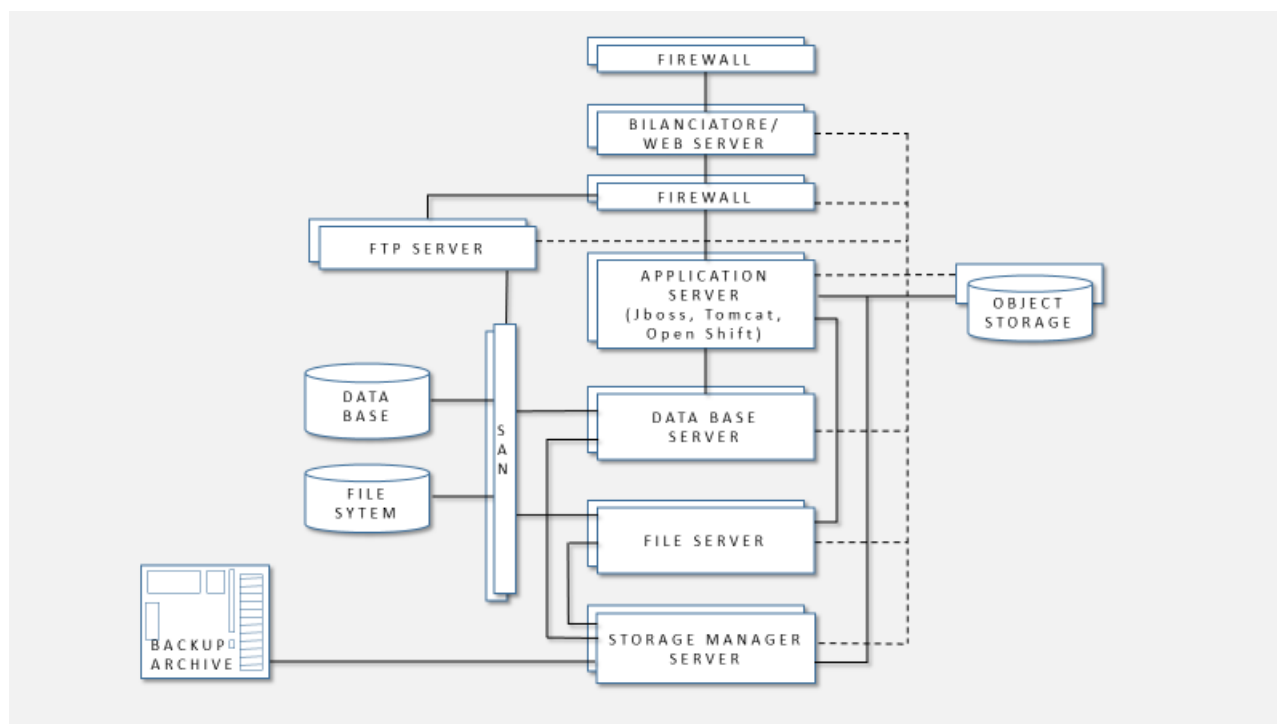 FIREWALL
BILANCIATORE/
WEB SERVER
FIREWALL
FTP SERVER
APPLICATION
SERVER
(Jboss, Tomcat,
Open Shift)
OBJECT
STORAGE
DATA
BASE
SAN
DATA BASE
SERVER
FILE
SYTEM
FILE SERVER
BACKUP
ARCHIVE
STORAGE MANAGER
SERVER